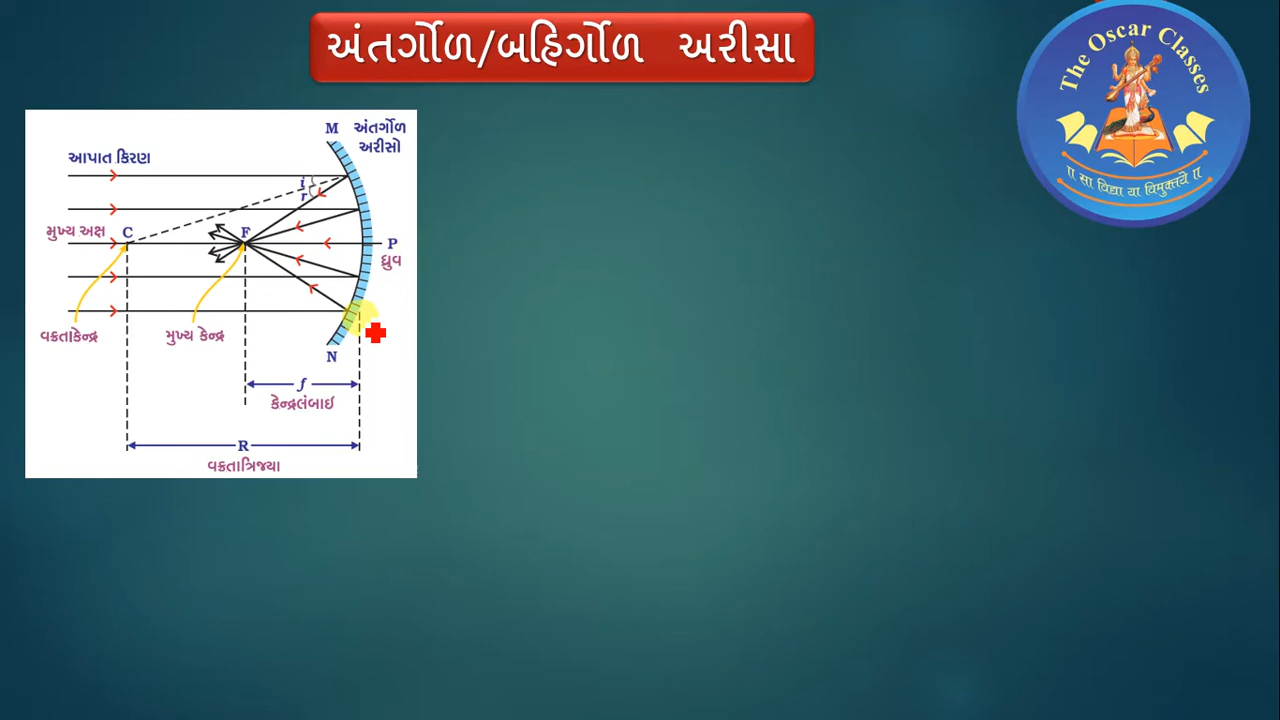 અંતર્ગોળ/બહિર્ગોળ અરીસા
The Oscar Classes
॥ सा विद्या या विमुक्तये ॥
M અંતર્ગોળ
અરીસો
આપાત કિરણ
i
r
મુખ્ય અક્ષ C F P
ધ્રુવ
વક્રતાકેન્દ્ર મુખ્ય કેન્દ્ર
N
f
કેન્દ્રલંબાઈ
R
વક્રતાત્રિજ્યા